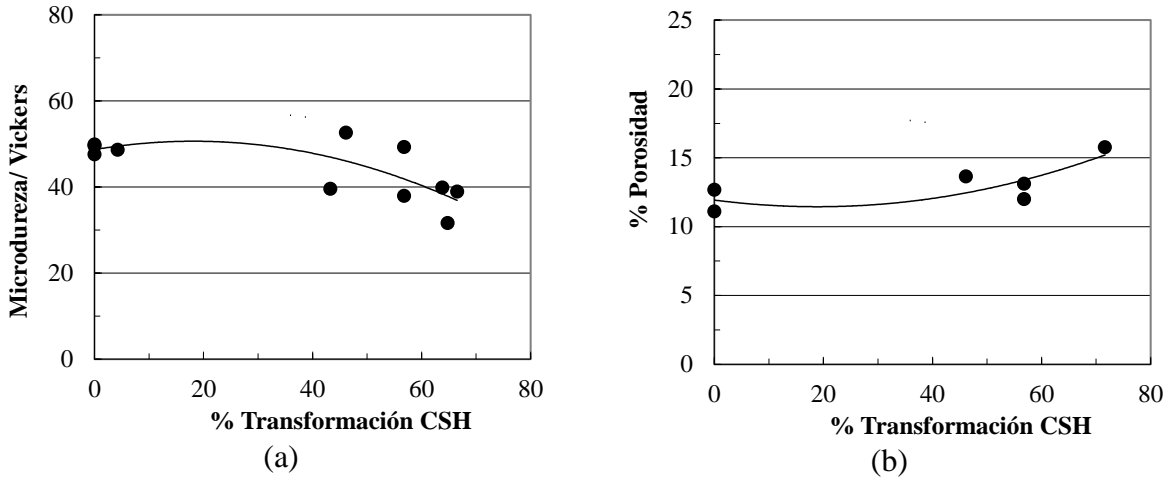 80
60
40
20
0
Microdureza/ Vickers
0 20 40 60 80
% Transformación CSH
(a)
25
20
15
10
5
0
% Porosidad
0 20 40 60 80
% Transformación CSH
(b)